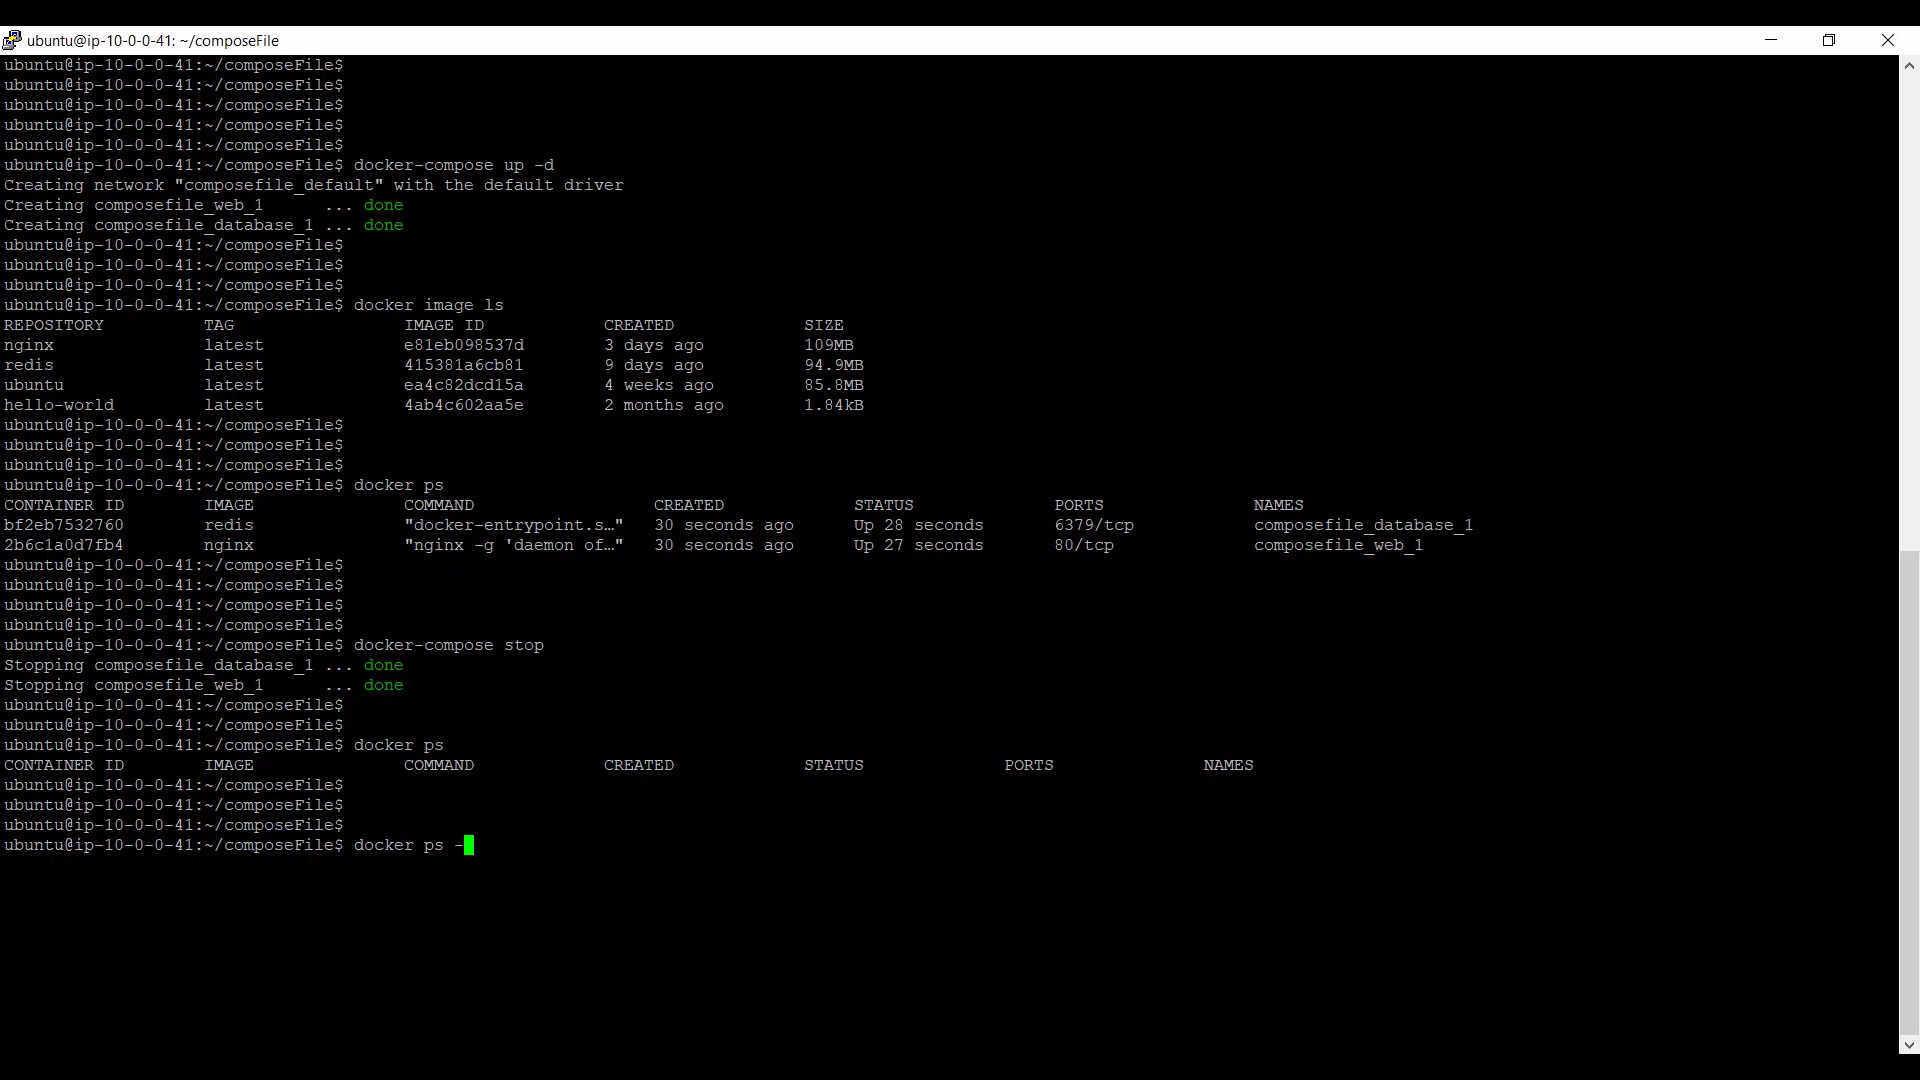 ubuntu@ip-10-0-0-41: ~/composeFile
ubuntu@ip-10-0-0-41:~/composeFile$
ubuntu@ip-10-0-0-41:~/composeFile$
ubuntu@ip-10-0-0-41:~/composeFile$
ubuntu@ip-10-0-0-41:~/composeFile$
ubuntu@ip-10-0-0-41:~/composeFile$
ubuntu@ip-10-0-0-41:~/composeFile$ docker-compose up -d
Creating network "composefile_default" with the default driver
Creating composefile_web_1      ... done
Creating composefile_database_1 ... done
ubuntu@ip-10-0-0-41:~/composeFile$
ubuntu@ip-10-0-0-41:~/composeFile$
ubuntu@ip-10-0-0-41:~/composeFile$
ubuntu@ip-10-0-0-41:~/composeFile$ docker image ls
REPOSITORY          TAG                 IMAGE ID            CREATED             SIZE
nginx               latest              e81eb098537d        3 days ago          109MB
redis               latest              415381a6cb81        9 days ago          94.9MB
ubuntu              latest              ea4c82dcd15a        4 weeks ago         85.8MB
hello-world         latest              4ab4c602aa5e        2 months ago        1.84kB
ubuntu@ip-10-0-0-41:~/composeFile$
ubuntu@ip-10-0-0-41:~/composeFile$
ubuntu@ip-10-0-0-41:~/composeFile$
ubuntu@ip-10-0-0-41:~/composeFile$ docker ps
CONTAINER ID        IMAGE               COMMAND                  CREATED             STATUS              PORTS               NAMES
bf2eb7532760        redis               "docker-entrypoint.s…"   30 seconds ago      Up 28 seconds       6379/tcp            composefile_database_1
2b6c1a0d7fb4        nginx               "nginx -g 'daemon of…"   30 seconds ago      Up 27 seconds       80/tcp              composefile_web_1
ubuntu@ip-10-0-0-41:~/composeFile$
ubuntu@ip-10-0-0-41:~/composeFile$
ubuntu@ip-10-0-0-41:~/composeFile$
ubuntu@ip-10-0-0-41:~/composeFile$
ubuntu@ip-10-0-0-41:~/composeFile$ docker-compose stop
Stopping composefile_database_1 ... done
Stopping composefile_web_1      ... done
ubuntu@ip-10-0-0-41:~/composeFile$
ubuntu@ip-10-0-0-41:~/composeFile$
ubuntu@ip-10-0-0-41:~/composeFile$ docker ps
CONTAINER ID        IMAGE               COMMAND             CREATED             STATUS              PORTS               NAMES
ubuntu@ip-10-0-0-41:~/composeFile$
ubuntu@ip-10-0-0-41:~/composeFile$
ubuntu@ip-10-0-0-41:~/composeFile$
ubuntu@ip-10-0-0-41:~/composeFile$ docker ps -